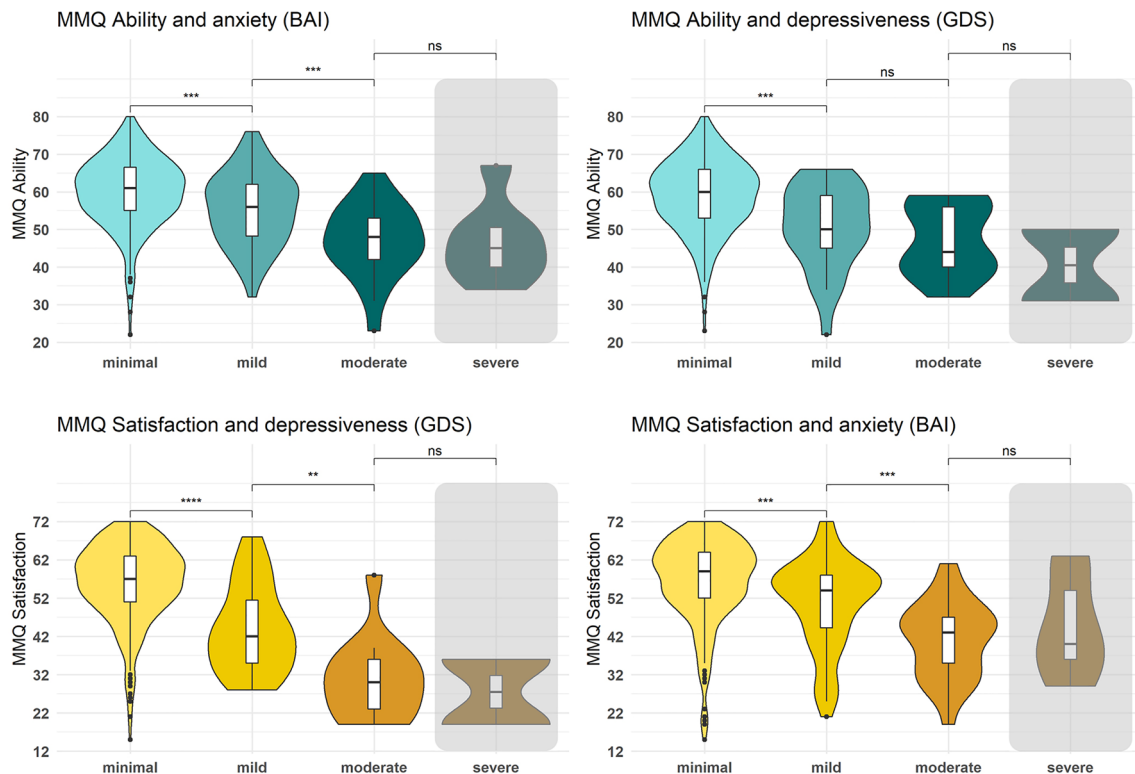 MMQ Ability and anxiety (BAI)
ns
***
***
MMQ Ability
80
70
60
50
40
30
20
minimal mild moderate severe
MMQ Ability and depressiveness (GDS)
ns
ns
***
MMQ Ability
80
70
60
50
40
30
20
minimal mild moderate severe
MMQ Satisfaction and depressiveness (GDS)
ns
**
****
MMQ Satisfaction
72
62
52
42
32
22
12
minimal mild moderate severe
MMQ Satisfaction and anxiety (BAI)
ns
***
***
MMQ Satisfaction
72
62
52
42
32
22
12
minimal mild moderate severe